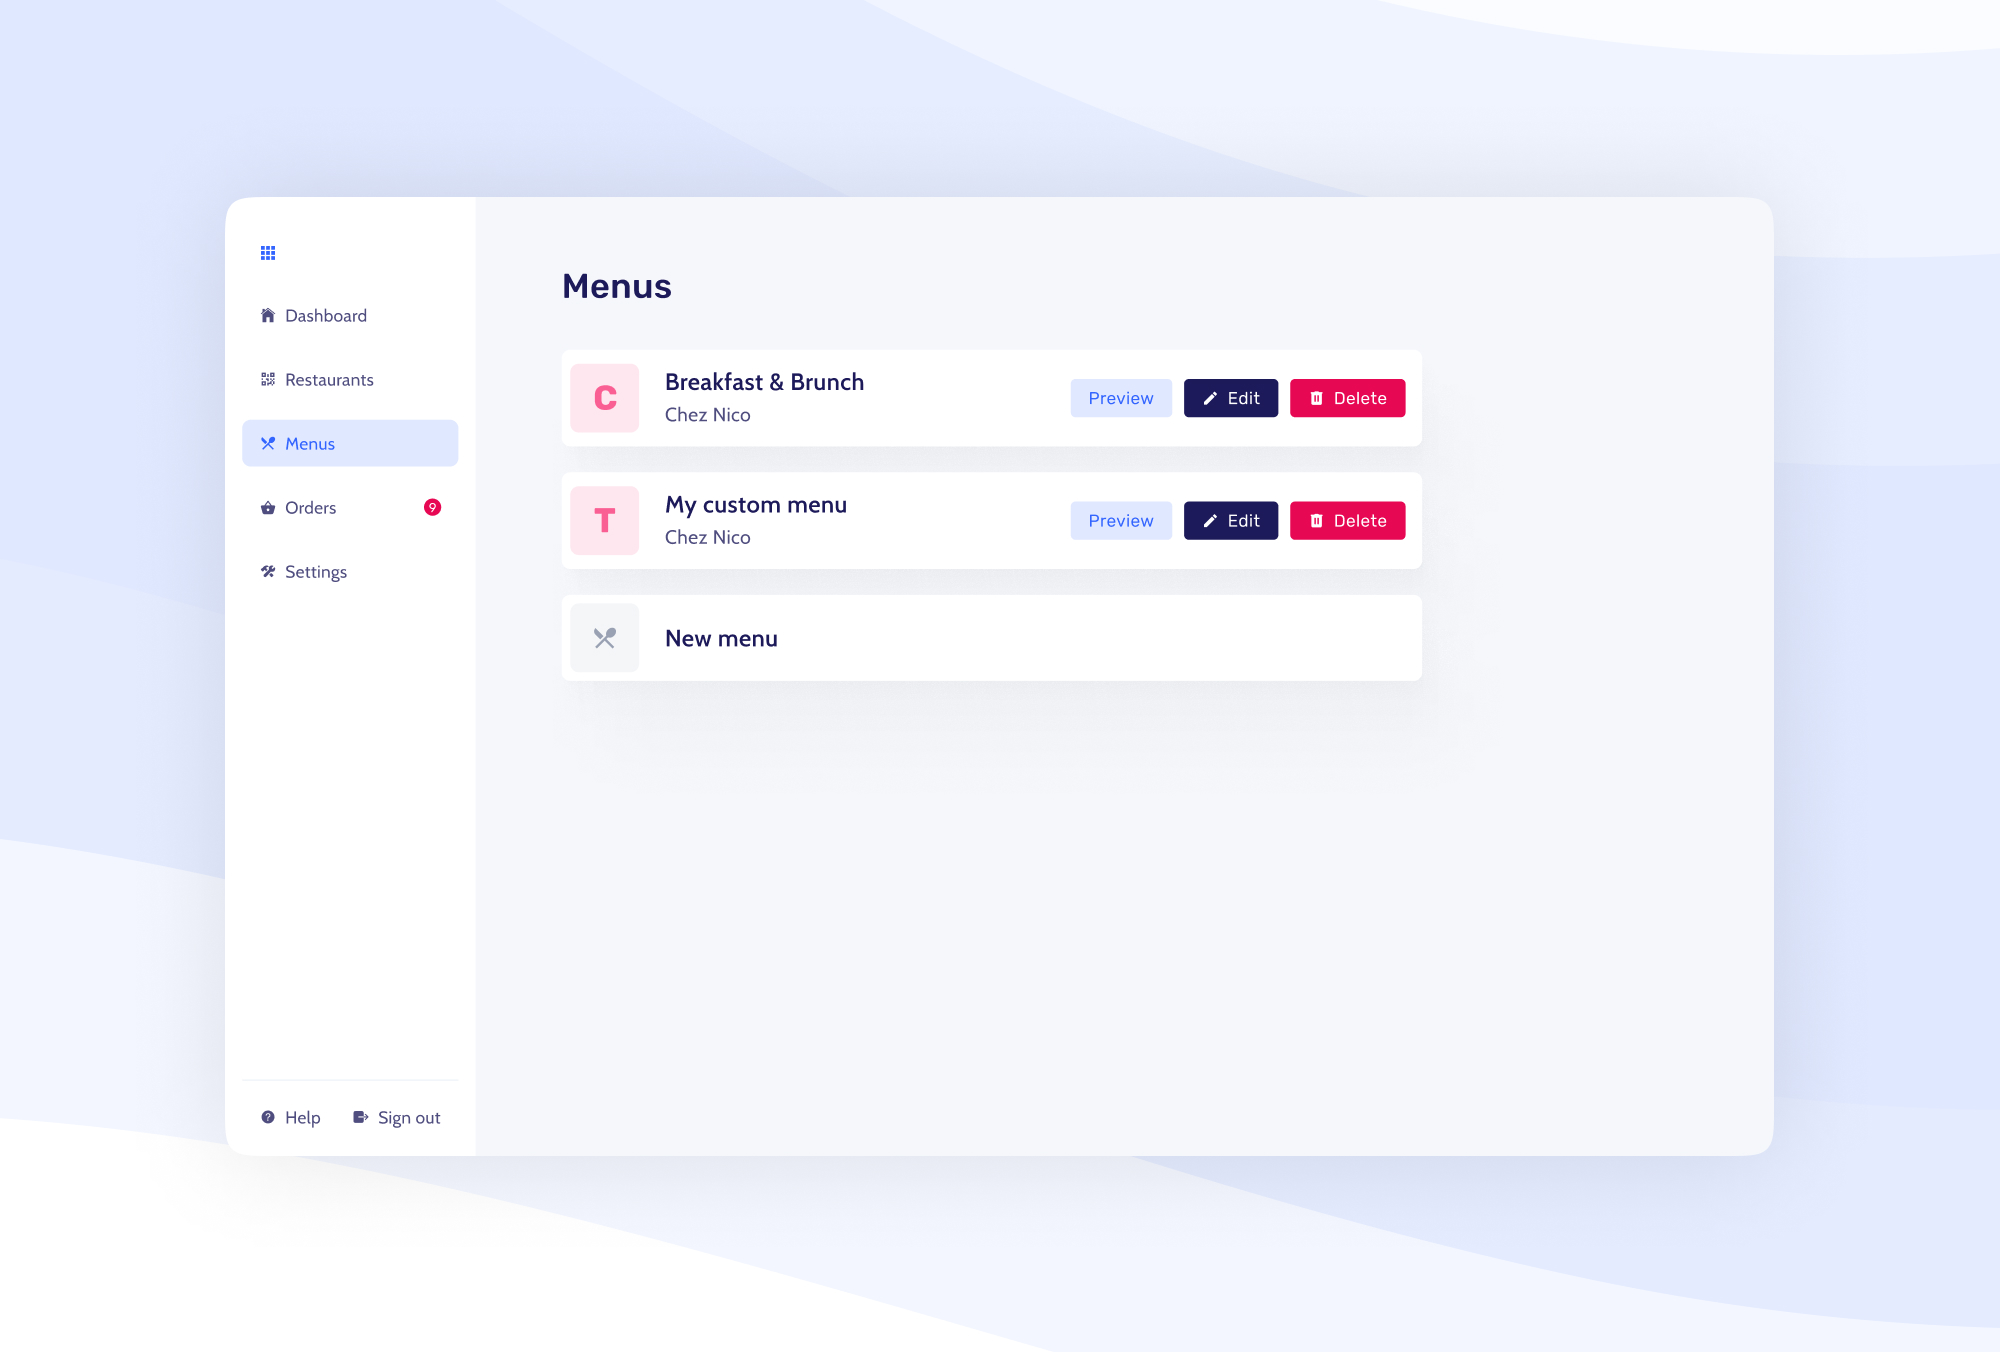 Dashboard
Restaurants
Menus
Orders 9
Settings
Help Sign out
Menus
C Breakfast & Brunch Preview Edit Delete
Chez Nico
T My custom menu Preview Edit Delete
Chez Nico
New menu